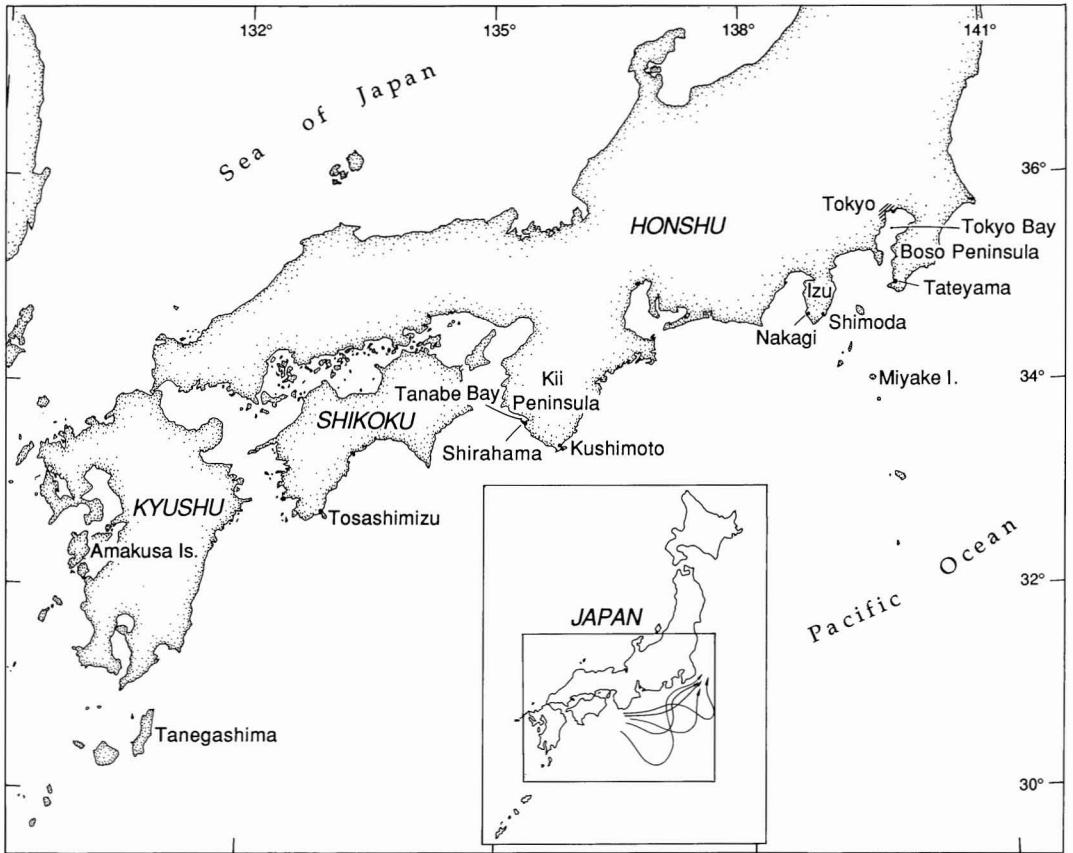 132° 135° 138° 141°
Sea of Japan
36°
Tokyo
HONSHU
Tokyo Bay
Boso Peninsula
Izu
Tateyama
Shimoda
Nakagi
Miyake I.
34°
Kii
Peninsula
Tanabe Bay
SHIKOKU
Shirahama
Kushimoto
KYUSHU
Tosashimizu
Amakusa Is.
Pacific Ocean
32°
JAPAN
Tanegashima
30°